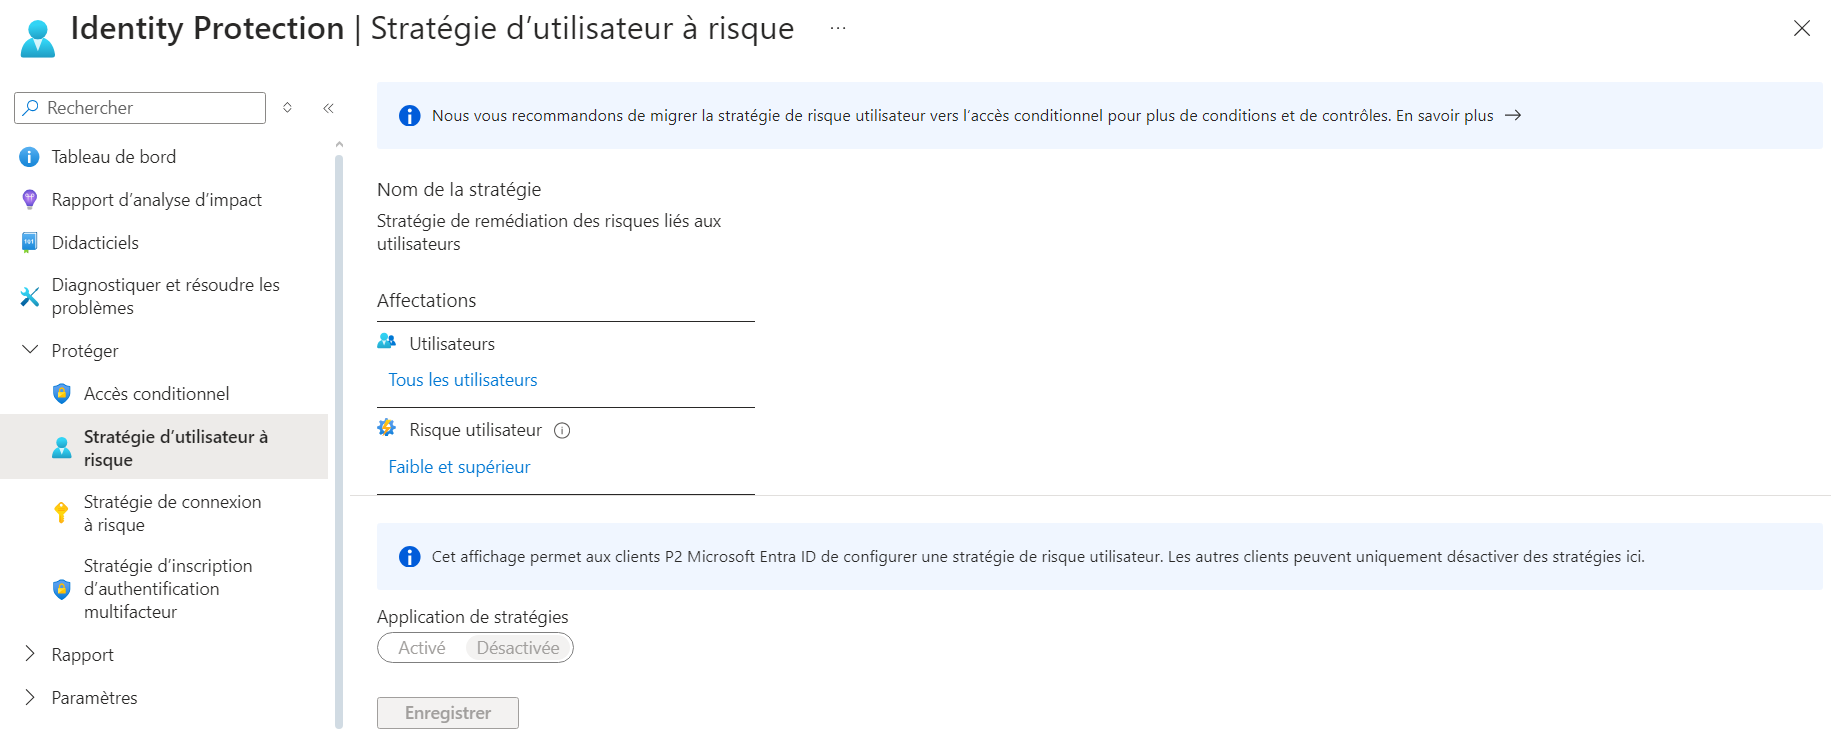 Identity Protection | Stratégie d’utilisateur à risque ...
Rechercher
Tableau de bord
Rapport d’analyse d’impact
Didacticiels
Diagnostiquer et résoudre les
problèmes
Protéger
Accès conditionnel
Stratégie d’utilisateur à
risque
Stratégie de connexion
à risque
Stratégie d’inscription
d’authentification
multifacteur
Rapport
Paramètres
Nous vous recommandons de migrer la stratégie de risque utilisateur vers l’accès conditionnel pour plus de conditions et de contrôles. En savoir plus →
Nom de la stratégie
Stratégie de remédiation des risques liés aux
utilisateurs
Affectations
Utilisateurs
Tous les utilisateurs
Risque utilisateur
Faible et supérieur
Cet affichage permet aux clients P2 Microsoft Entra ID de configurer une stratégie de risque utilisateur. Les autres clients peuvent uniquement désactiver des stratégies ici.
Application de stratégies
Activé Désactivée
Enregistrer